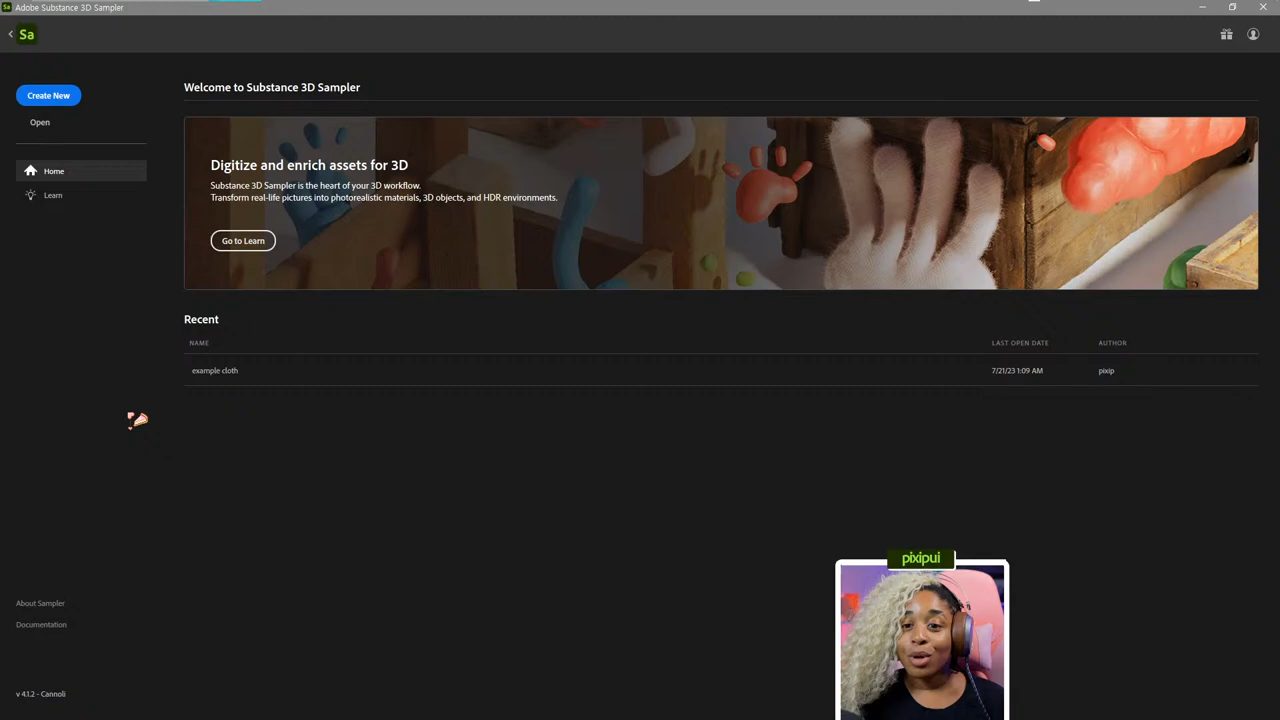 Sa Adobe Substance 3D Sampler
Sa
Create New
Open
Home
Learn
Welcome to Substance 3D Sampler
Digitize and enrich assets for 3D
Substance 3D Sampler is the heart of your 3D workflow.
Transform real-life pictures into photorealistic materials, 3D objects, and HDR environments.
Go to Learn
Recent
NAME LAST OPEN DATE AUTHOR
example cloth 7/21/23 1:09 AM pixip
pixipui
About Sampler
Documentation
v 4.1.2 - Cannoli